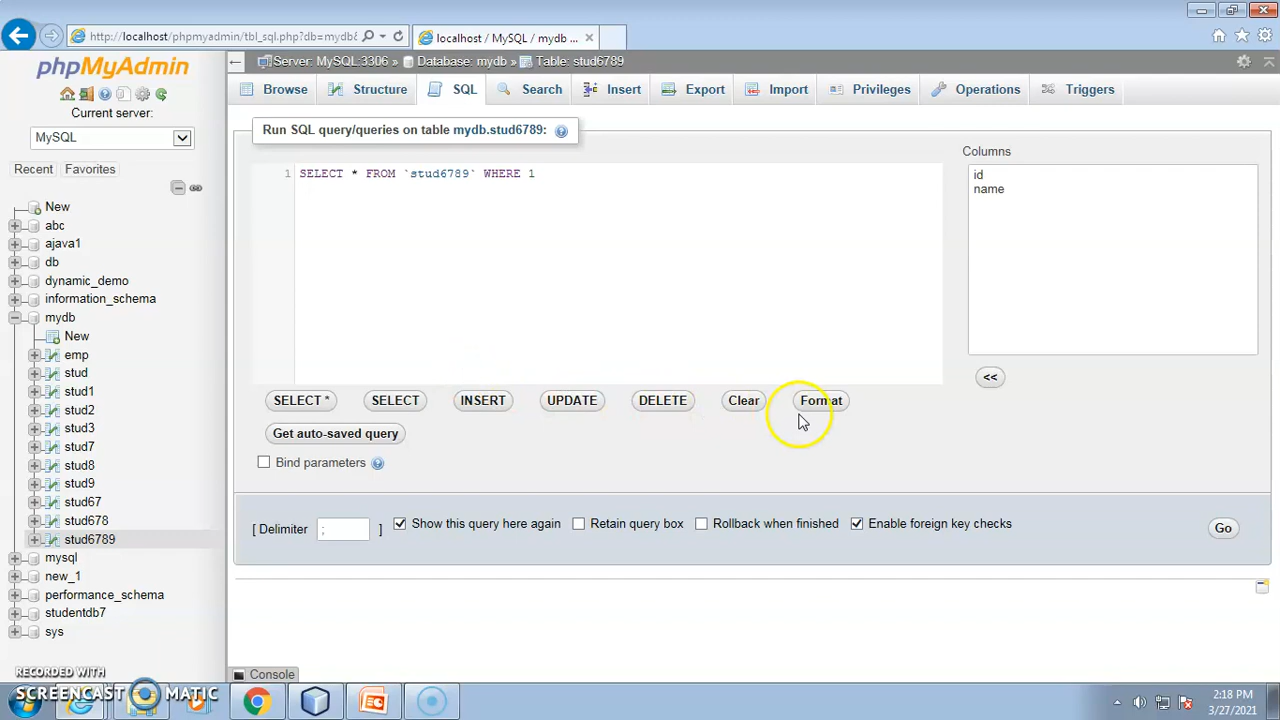 http://localhost/phpmyadmin/tbl_sql.php?db=mydb&
localhost / MySQL / mydb ...
phpMyAdmin
Current server:
MySQL
Recent
Favorites
New
abc
ajava1
db
dynamic_demo
information_schema
mydb
New
emp
stud
stud1
stud2
stud3
stud7
stud8
stud9
stud67
stud678
stud6789
mysql
new_1
performance_schema
studentdb7
sys
Server: MySQL:3306 » Database: mydb » Table: stud6789
Browse Structure SQL Search Insert Export Import Privileges Operations Triggers
Run SQL query/queries on table mydb.stud6789:
1 SELECT * FROM `stud6789` WHERE 1
Columns
id
name
<<
SELECT * SELECT INSERT UPDATE DELETE Clear Format
Get auto-saved query
Bind parameters
[ Delimiter ; ] Show this query here again Retain query box Rollback when finished Enable foreign key checks Go
Console
RECORDED WITH
SCREENCAST MATIC
2:18 PM
3/27/2021